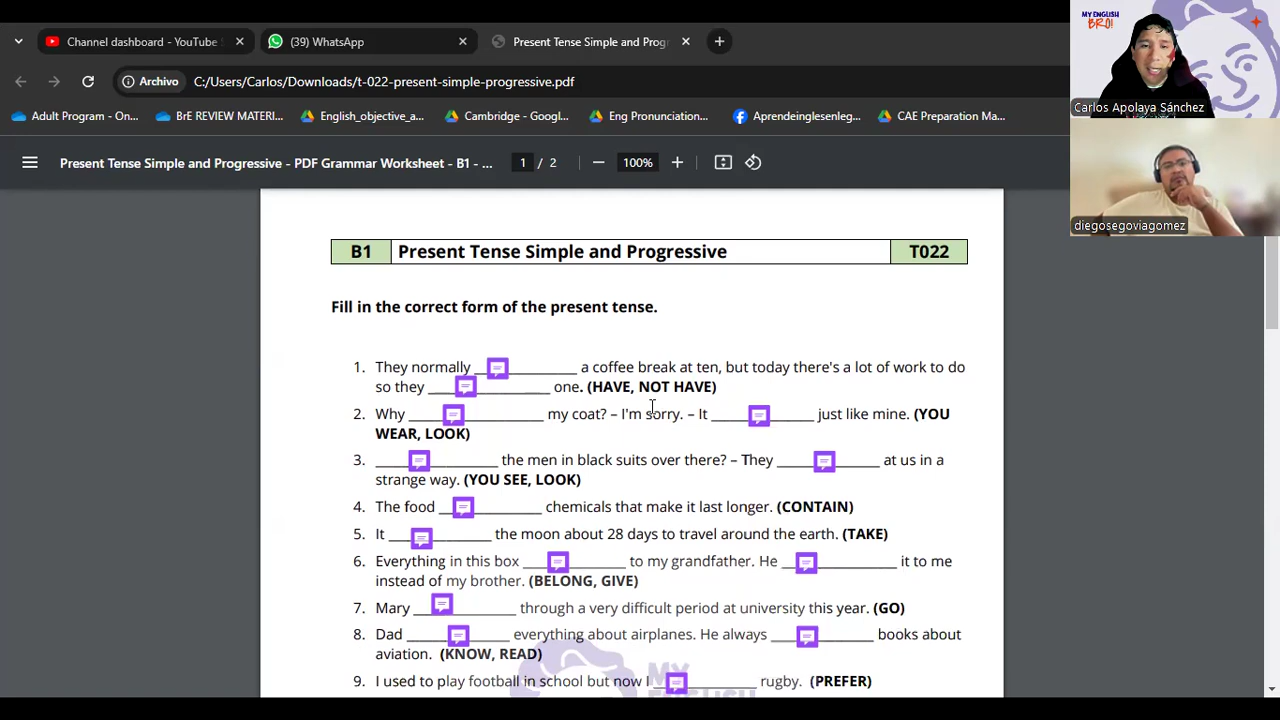 Channel dashboard - YouTube
(39) WhatsApp
Present Tense Simple and Progr
Archivo C:/Users/Carlos/Downloads/t-022-present-simple-progressive.pdf
Adult Program - On... BiE REVIEW MATERI... English_objective_a... Cambridge - Googl... Eng Pronunciation... Aprendeinglesenleg... CAE Preparation Ma...
Present Tense Simple and Progressive - PDF Grammar Worksheet - B1 - ... 1 / 2 100%
MY ENGLISH
BRO!
Carlos Apolaya Sánchez
diegosegoviagomez
B1 Present Tense Simple and Progressive T022
Fill in the correct form of the present tense.
1. They normally ____________ a coffee break at ten, but today there's a lot of work to do
so they ______________ one. (HAVE, NOT HAVE)
2. Why ________________ my coat? – I'm sorry. – It ____________ just like mine. (YOU
WEAR, LOOK)
3. ______________ the men in black suits over there? – They ____________ at us in a
strange way. (YOU SEE, LOOK)
4. The food ____________ chemicals that make it last longer. (CONTAIN)
5. It ____________ the moon about 28 days to travel around the earth. (TAKE)
6. Everything in this box ____________ to my grandfather. He ______________ it to me
instead of my brother. (BELONG, GIVE)
7. Mary ____________ through a very difficult period at university this year. (GO)
8. Dad ____________ everything about airplanes. He always ____________ books about
aviation. (KNOW, READ)
9. I used to play football in school but now I ____________ rugby. (PREFER)
MY
ENGLISH